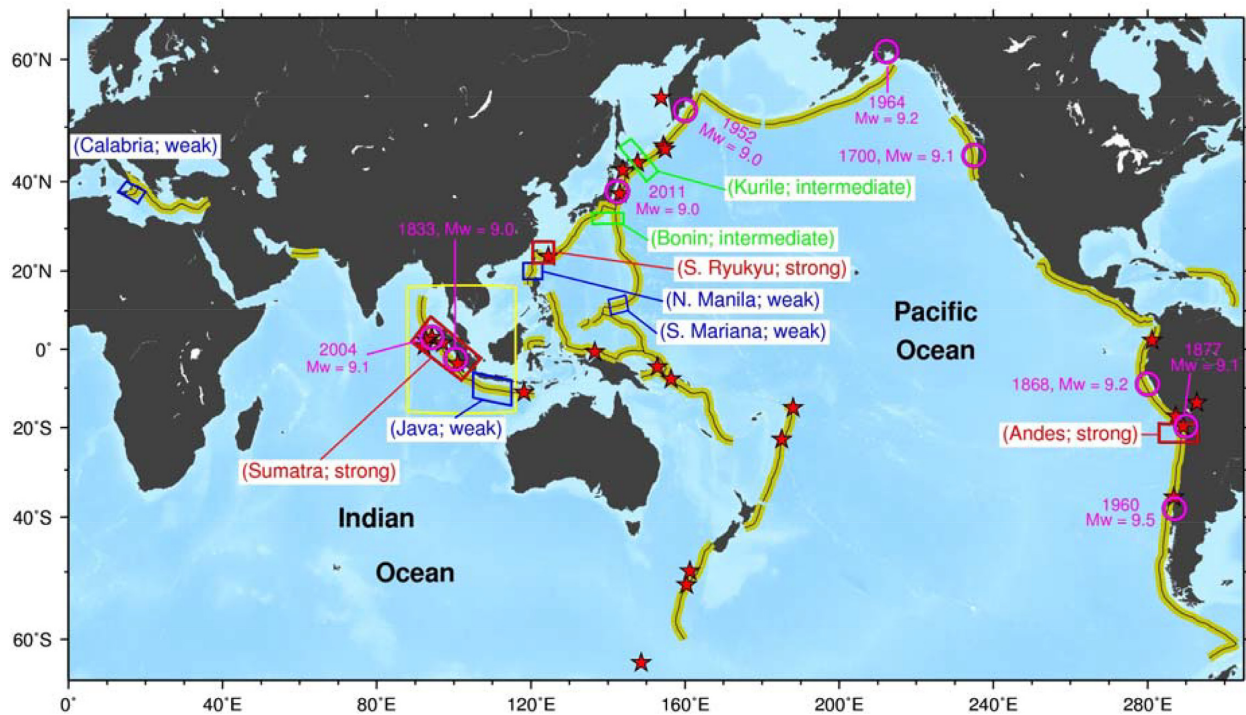 60˚N
40˚N
20˚N
0˚
20˚S
40˚S
60˚S
(Calabria; weak)
1964
Mw = 9.2
1952
Mw = 9.0
1700, Mw = 9.1
(Kurile; intermediate)
2011
Mw = 9.0
1833, Mw = 9.0
(Bonin; intermediate)
(S. Ryukyu; strong)
(N. Manila; weak)
(S. Mariana; weak)
Pacific
Ocean
2004
Mw = 9.1
1877
Mw = 9.1
1868, Mw = 9.2
(Java; weak)
(Andes; strong)
(Sumatra; strong)
1960
Mw = 9.5
Indian
Ocean
0˚
40˚E
80˚E
120˚E
160˚E
200˚E
240˚E
280˚E